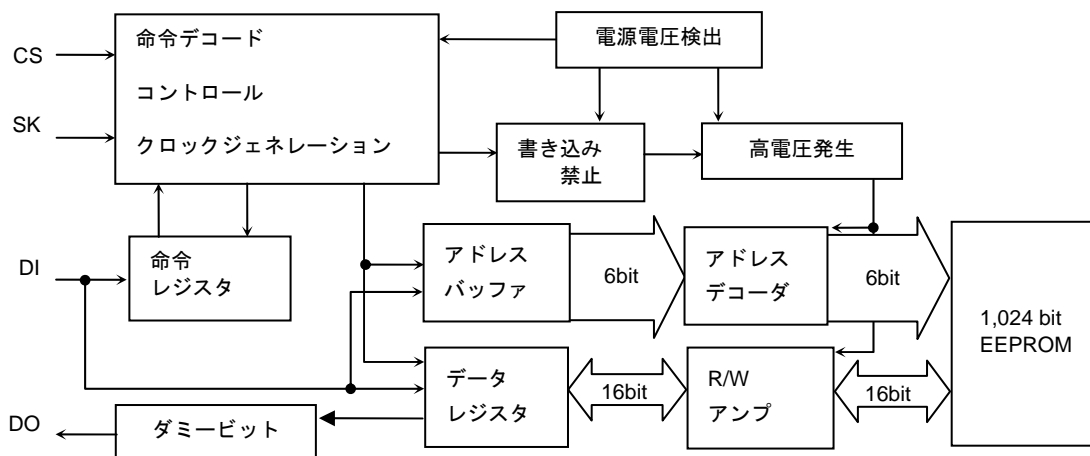 CS
SK
DI
DO
命令デコード
コントロール
クロックジェネレーション
電源電圧検出
書き込み
禁止
高電圧発生
命令
レジスタ
アドレス
バッファ
6bit
アドレス
デコーダ
6bit
1,024 bit
EEPROM
データ
レジスタ
16bit
R/W
アンプ
16bit
ダミービット